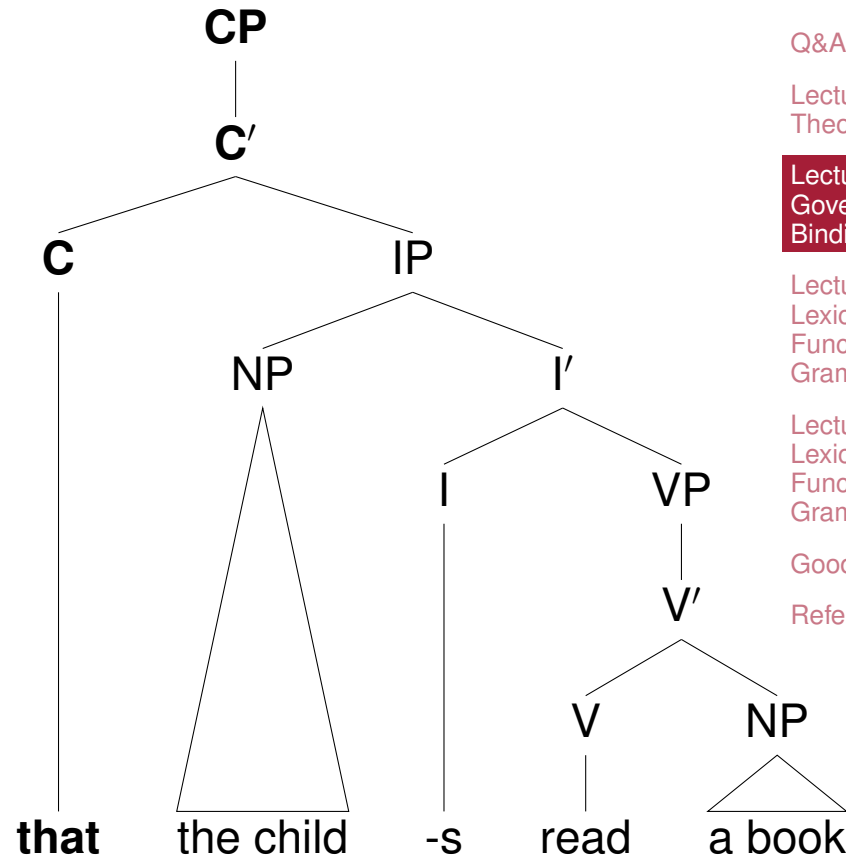 CP
C′
C IP
NP I′
I VP
V′
V NP
that the child -s read a book
Q&A
Lectu
Theo
Lectu
Gove
Bindi
Lectu
Lexic
Func
Gram
Lectu
Lexic
Func
Gram
Good
Refe